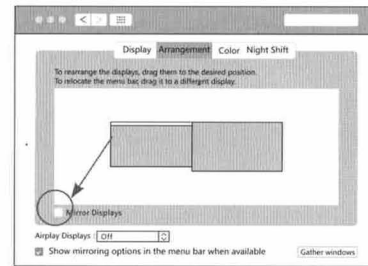 Display Arrangement Color Night Shift
To rearrange the displays, drag them to the desired position.
To relocate the menu bar, drag it to a different display.
Mirror Displays
Airplay Displays : Off
Show mirroring options in the menu bar when available
Gather windows